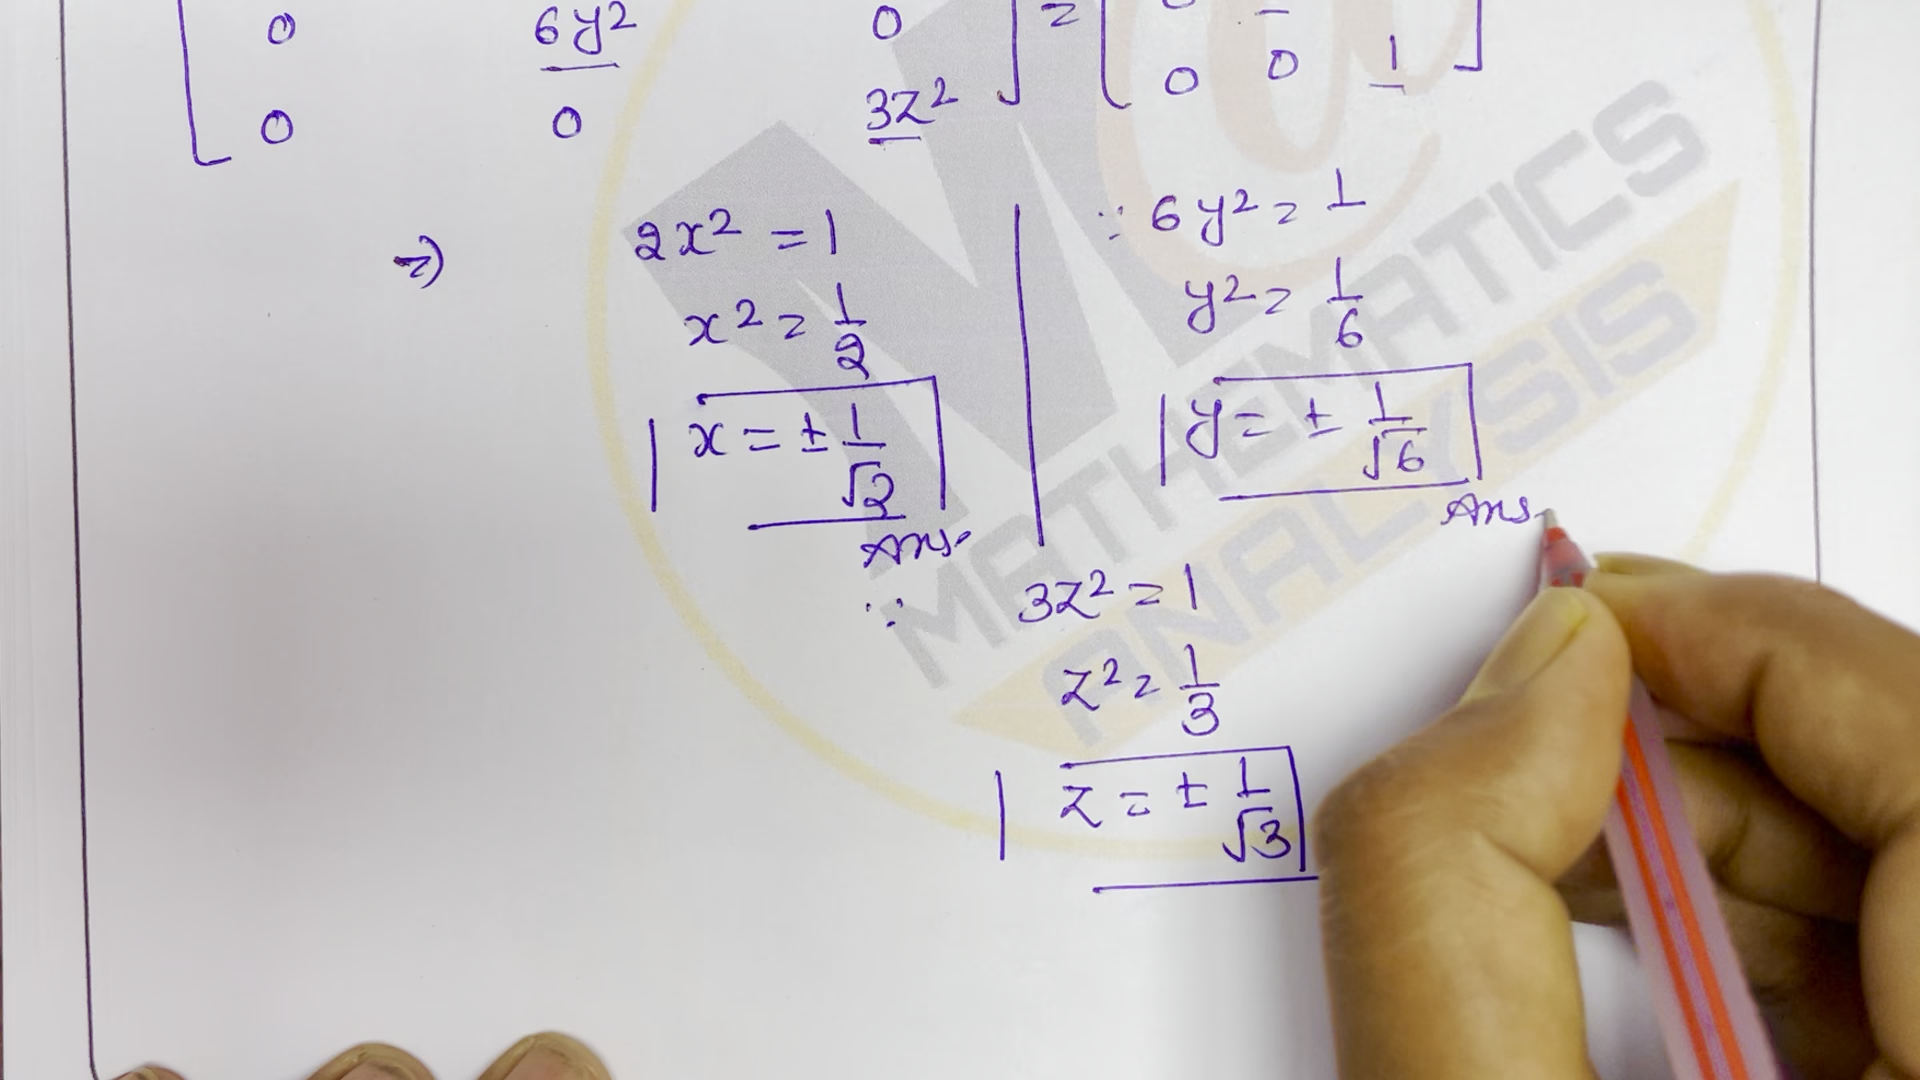 0 6y² 0 = 0
0 0 3z² 0 0 1
⇒ 2x² = 1
x² = 1/2
x = ± 1/√2
Ans.
∵ 6y² = 1
y² = 1/6
y = ± 1/√6
Ans.
∵ 3z² = 1
z² = 1/3
z = ± 1/√3
M@
MATHEMATICS
ANALYSIS